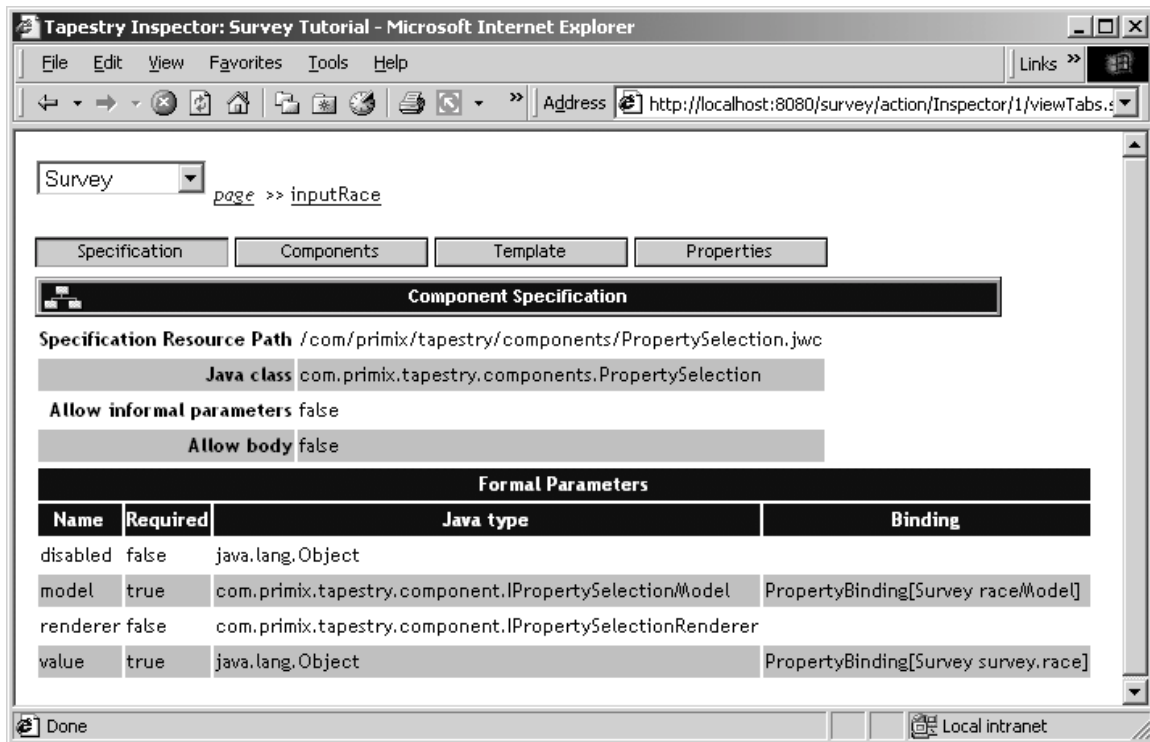 Tapestry Inspector: Survey Tutorial - Microsoft Internet Explorer
File Edit View Favorites Tools Help Links »
» Address http://localhost:8080/survey/action/Inspector/1/viewTabs.s
Survey page >> inputRace
Specification Components Template Properties
Component Specification
Specification Resource Path /com/primix/tapestry/components/PropertySelection.jwc
Java class com.primix.tapestry.components.PropertySelection
Allow informal parameters false
Allow body false
Formal Parameters
Name Required Java type Binding
disabled false java.lang.Object
model true com.primix.tapestry.component.IPropertySelectionModel PropertyBinding[Survey raceModel]
renderer false com.primix.tapestry.component.IPropertySelectionRenderer
value true java.lang.Object PropertyBinding[Survey survey.race]
Done Local intranet